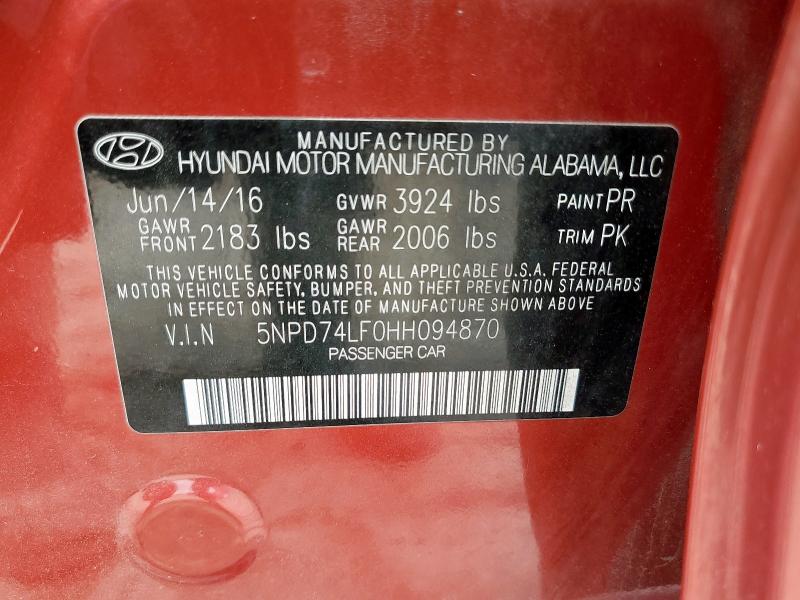 MANUFACTURED BY
HYUNDAI MOTOR MANUFACTURING ALABAMA, LLC
Jun/14/16 GVWR 3924 lbs PAINT PR
GAWR FRONT 2183 lbs GAWR REAR 2006 lbs TRIM PK
THIS VEHICLE CONFORMS TO ALL APPLICABLE U.S.A. FEDERAL
MOTOR VEHICLE SAFETY, BUMPER, AND THEFT PREVENTION STANDARDS
IN EFFECT ON THE DATE OF MANUFACTURE SHOWN ABOVE
V.I.N 5NPD74LF0HH094870
PASSENGER CAR